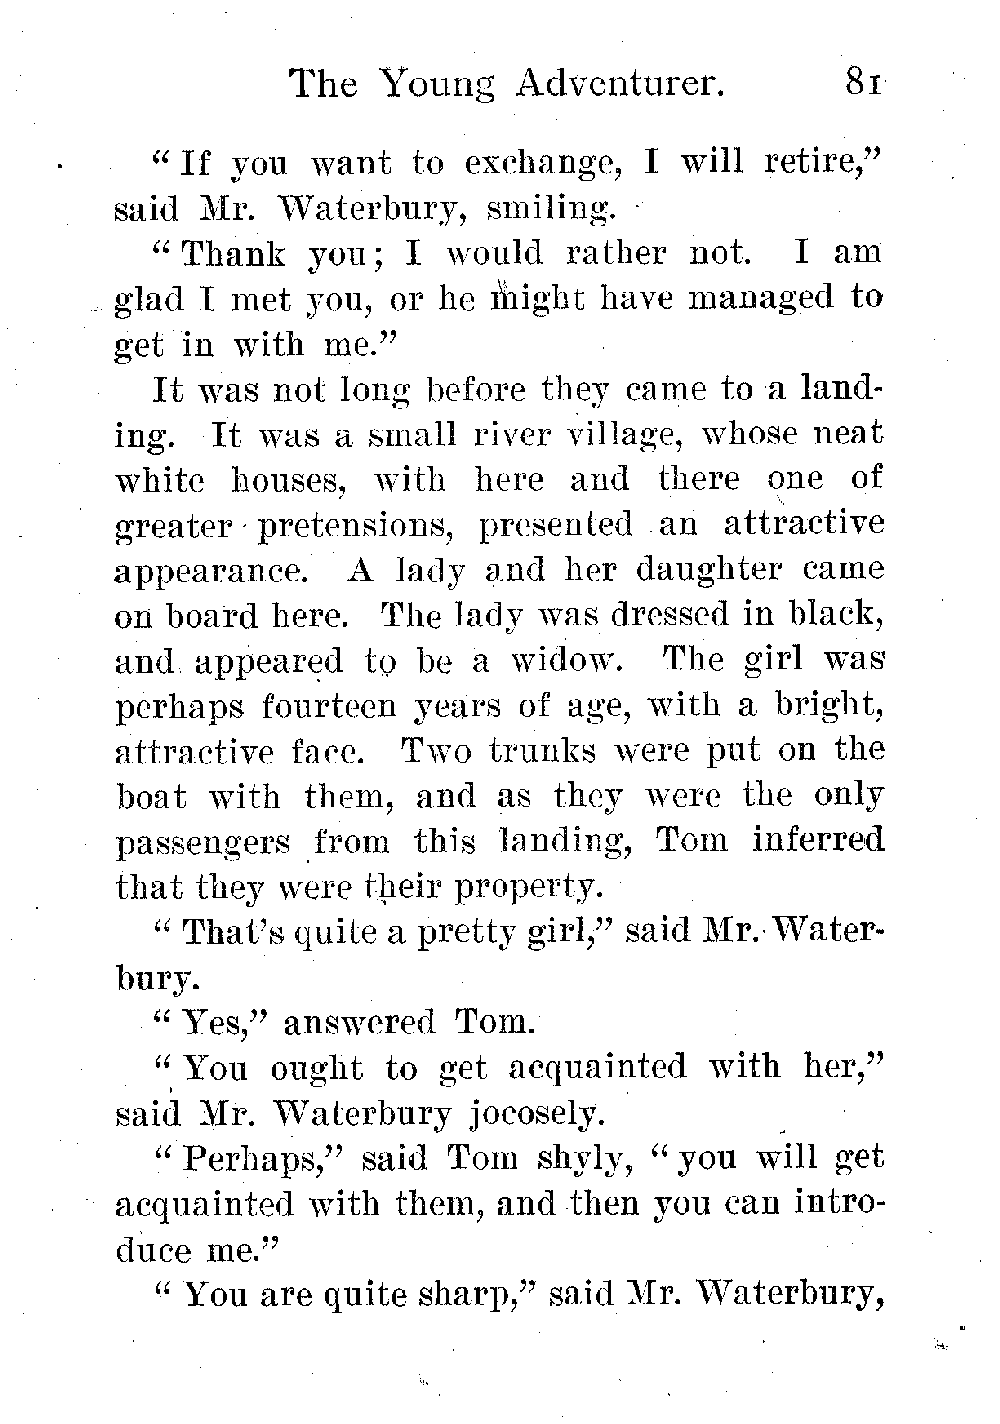 The Young Adventurer. 81
“ If you want to exchange, I will retire,”
said Mr. Waterbury, smiling.
“ Thank you; I would rather not. I am
glad I met you, or he might have managed to
get in with me.”
It was not long before they came to a land-
ing. It was a small river village, whose neat
white houses, with here and there one of
greater pretensions, presented an attractive
appearance. A lady and her daughter came
on board here. The lady was dressed in black,
and appeared to be a widow. The girl was
perhaps fourteen years of age, with a bright,
attractive face. Two trunks were put on the
boat with them, and as they were the only
passengers from this landing, Tom inferred
that they were their property.
“ That’s quite a pretty girl,” said Mr. Water-
bury.
“ Yes,” answered Tom.
“ You ought to get acquainted with her,”
said Mr. Waterbury jocosely.
“ Perhaps,” said Tom shyly, “ you will get
acquainted with them, and then you can intro-
duce me.”
“ You are quite sharp,” said Mr. Waterbury,